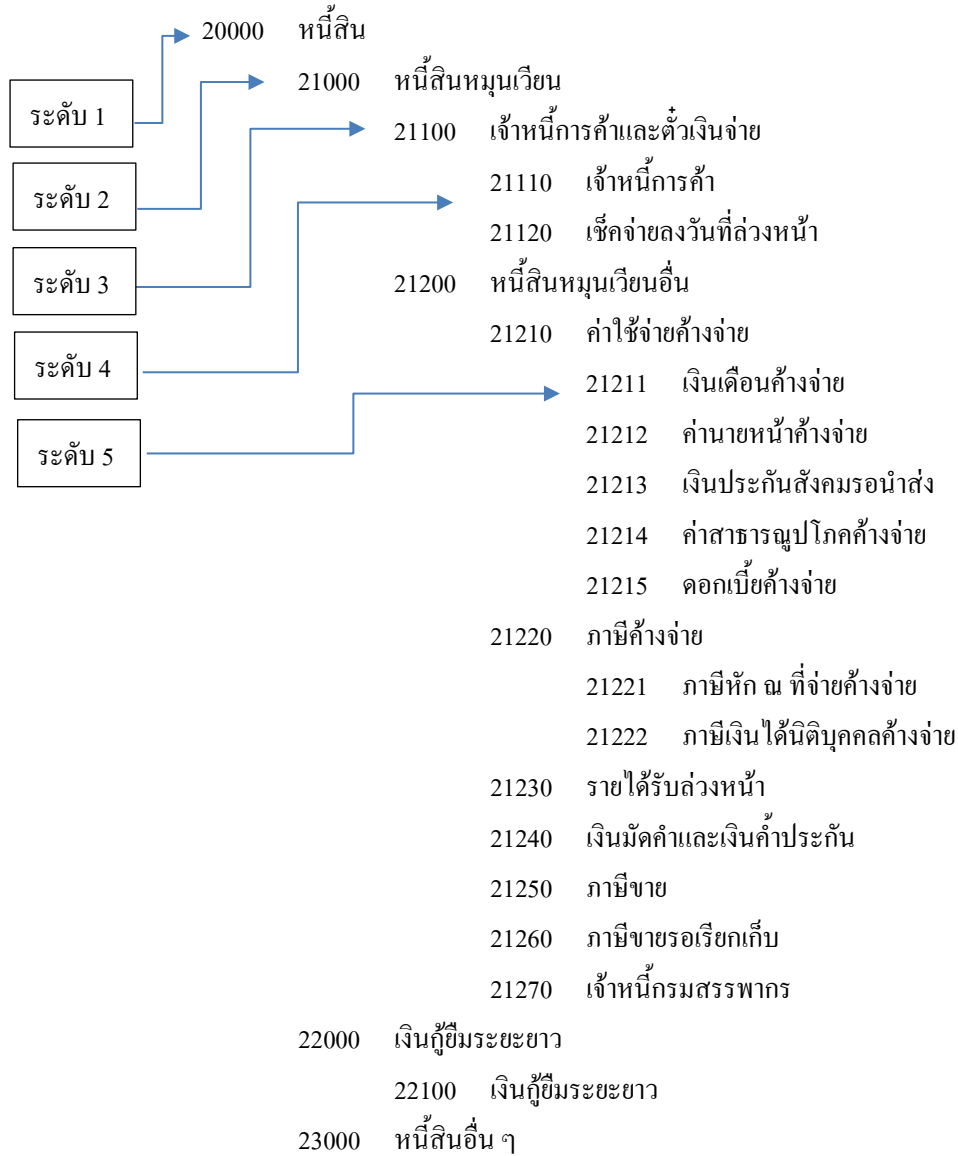 20000 หนี้สิน
21000 หนี้สินหมุนเวียน
ระดับ 1
21100 เจ้าหนี้การค้าและตั๋วเงินจ่าย
21110 เจ้าหนี้การค้า
ระดับ 2
21120 เช็คจ่ายลงวันที่ล่วงหน้า
ระดับ 3
21200 หนี้สินหมุนเวียนอื่น
21210 ค่าใช้จ่ายค้างจ่าย
ระดับ 4
21211 เงินเดือนค้างจ่าย
21212 ค่านายหน้าค้างจ่าย
ระดับ 5
21213 เงินประกันสังคมรอนำส่ง
21214 ค่าสาธารณูปโภคค้างจ่าย
21215 ดอกเบี้ยค้างจ่าย
21220 ภาษีค้างจ่าย
21221 ภาษีหัก ณ ที่จ่ายค้างจ่าย
21222 ภาษีเงินได้นิติบุคคลค้างจ่าย
21230 รายได้รับล่วงหน้า
21240 เงินมัดคำและเงินค้ำประกัน
21250 ภาษีขาย
21260 ภาษีขายรอเรียกเก็บ
21270 เจ้าหนี้กรมสรรพากร
22000 เงินกู้ยืมระยะยาว
22100 เงินกู้ยืมระยะยาว
23000 หนี้สินอื่น ๆ